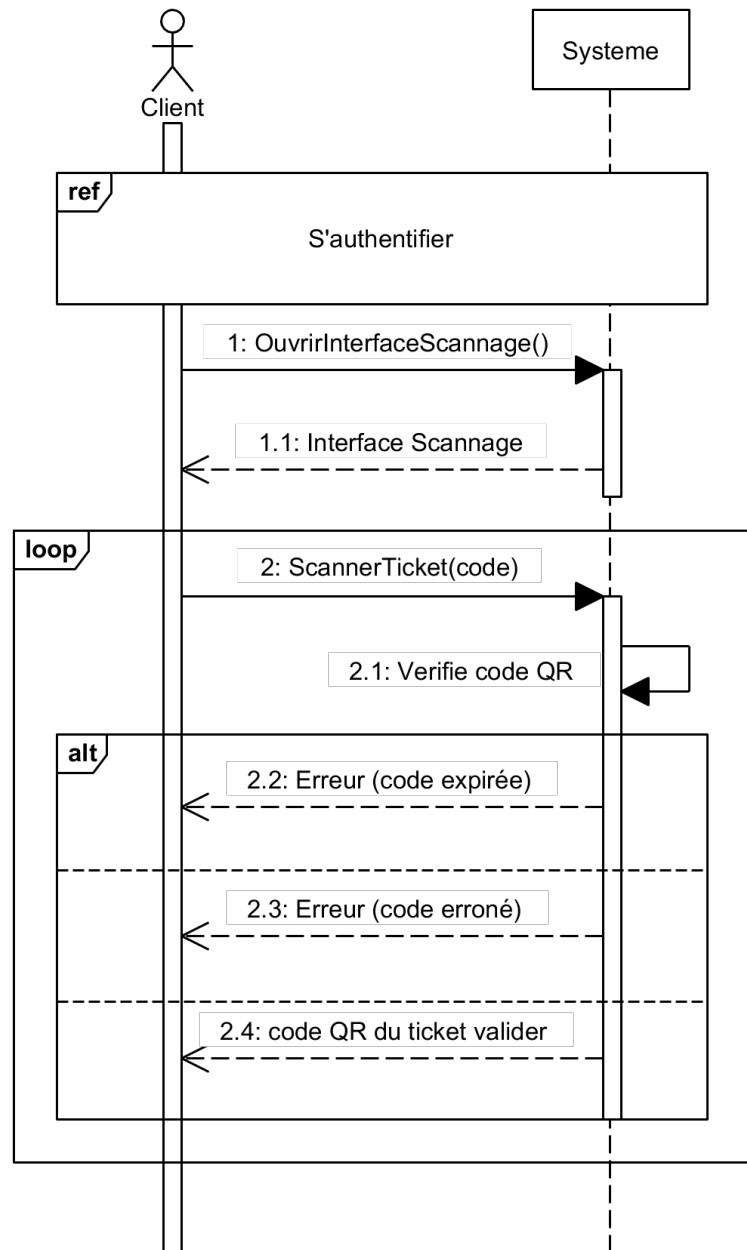 Systeme
Client
ref
S'authentifier
1: OuvrirInterfaceScannage()
1.1: Interface Scannage
loop
2: ScannerTicket(code)
2.1: Verifie code QR
alt
2.2: Erreur (code expirée)
2.3: Erreur (code erroné)
2.4: code QR du ticket valider